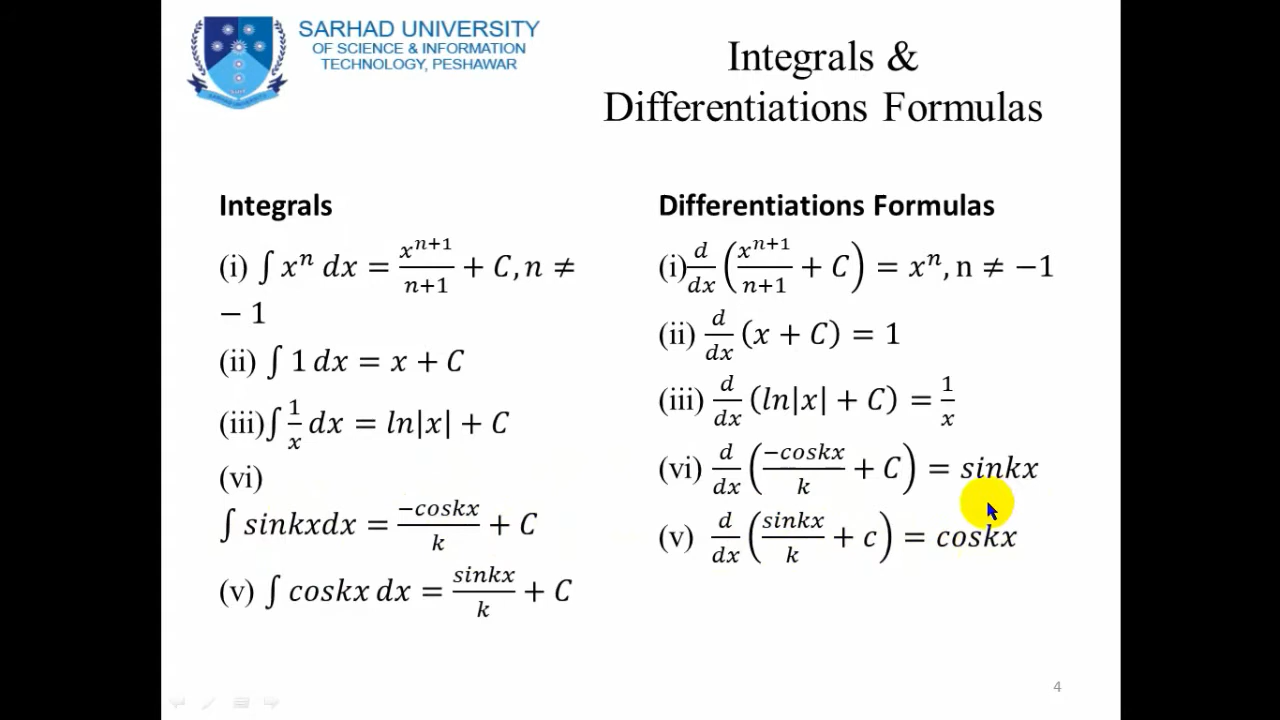 SARHAD UNIVERSITY
OF SCIENCE & INFORMATION
TECHNOLOGY, PESHAWAR
Integrals &
Differentiations Formulas
Integrals
(i) ∫ xⁿ dx = x^(n+1)/(n+1) + C, n ≠
− 1
(ii) ∫ 1 dx = x + C
(iii)∫ 1/x dx = ln|x| + C
(vi)
∫ sinkxdx = −coskx/k + C
(v) ∫ coskx dx = sinkx/k + C
Differentiations Formulas
(i) d/dx (x^(n+1)/(n+1) + C) = xⁿ, n ≠ −1
(ii) d/dx (x + C) = 1
(iii) d/dx (ln|x| + C) = 1/x
(vi) d/dx (−coskx/k + C) = sinkx
(v) d/dx (sinkx/k + c) = coskx
4